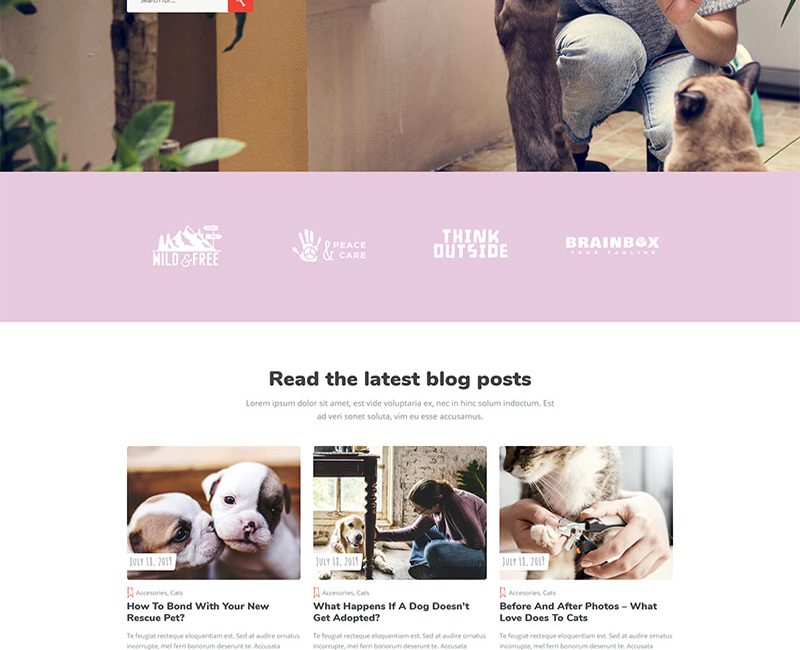 Search for...
WILD & FREE
& PEACE
CARE
THINK
OUTSIDE
BRAINBOX
YOUR TAGLINE
Read the latest blog posts
Lorem ipsum dolor sit amet, est vide voluptaria ex, nec in hinc solum indoctum. Est
ad veri sonet soluta, vim eu esse accusamus.
July 18, 2019
Accesories, Cats
How To Bond With Your New
Rescue Pet?
Te feugiat recteque eloquentiam est. Sed at audire ornatus
incorrupte, mel ferri bonorum deserunt te. Accusata
July 18, 2019
Accesories, Cats
What Happens If A Dog Doesn't
Get Adopted?
Te feugiat recteque eloquentiam est. Sed at audire ornatus
incorrupte, mel ferri bonorum deserunt te. Accusata
July 18, 2019
Accesories, Cats
Before And After Photos – What
Love Does To Cats
Te feugiat recteque eloquentiam est. Sed at audire ornatus
incorrupte, mel ferri bonorum deserunt te. Accusata